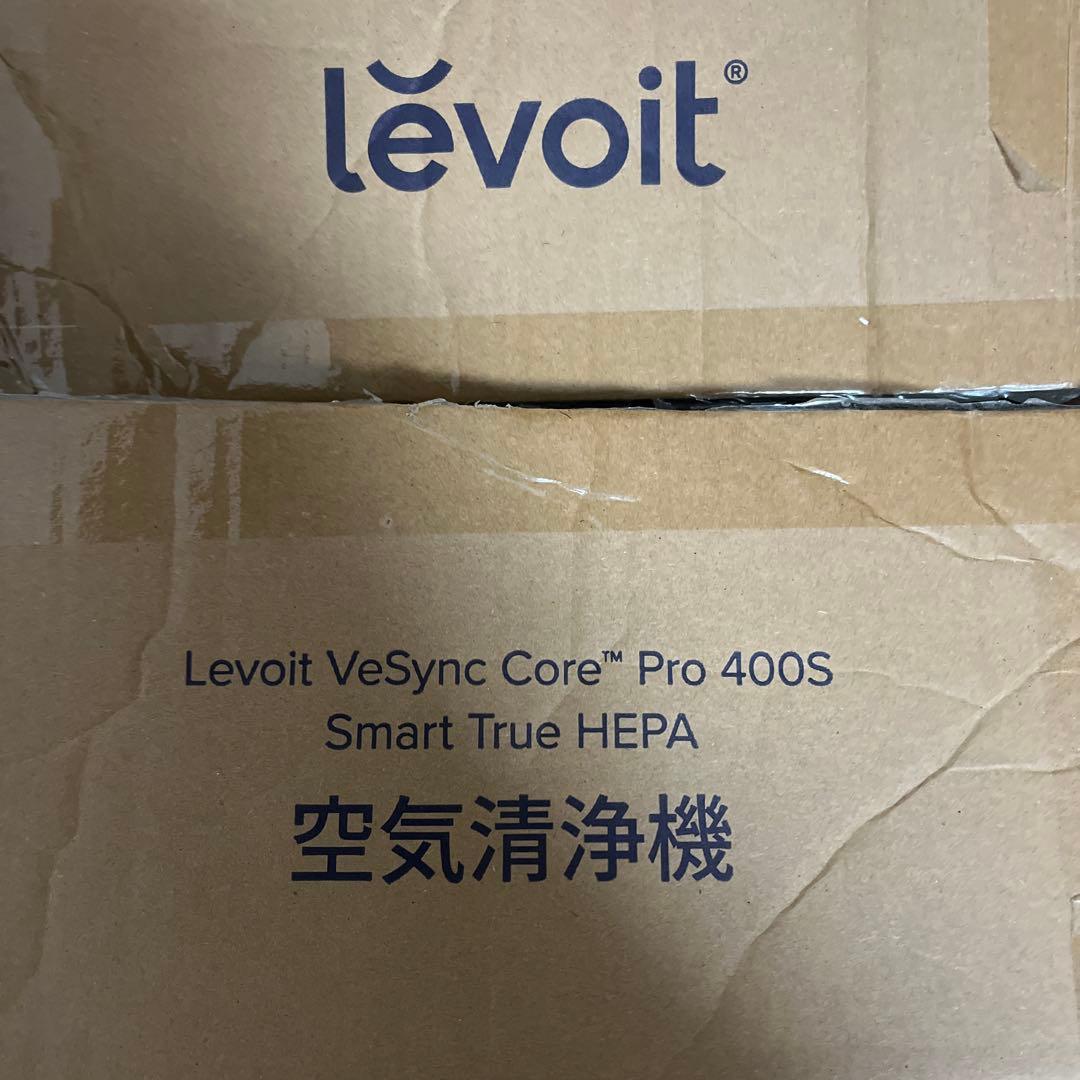 levoit®
Levoit VeSync Core™ Pro 400S
Smart True HEPA
空気清浄機